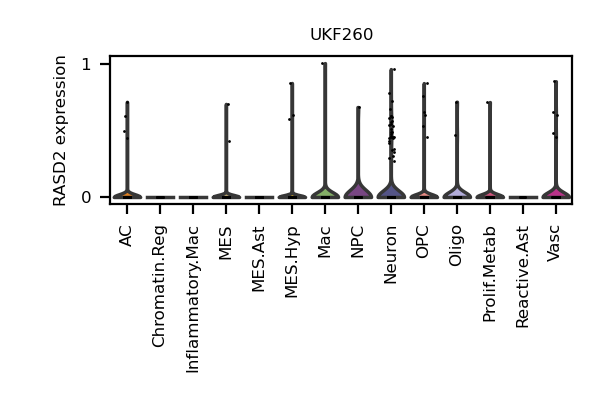 UKF260
RASD2 expression
1
0
AC
Chromatin.Reg
Inflammatory.Mac
MES
MES.Ast
MES.Hyp
Mac
NPC
Neuron
OPC
Oligo
Prolif.Metab
Reactive.Ast
Vasc